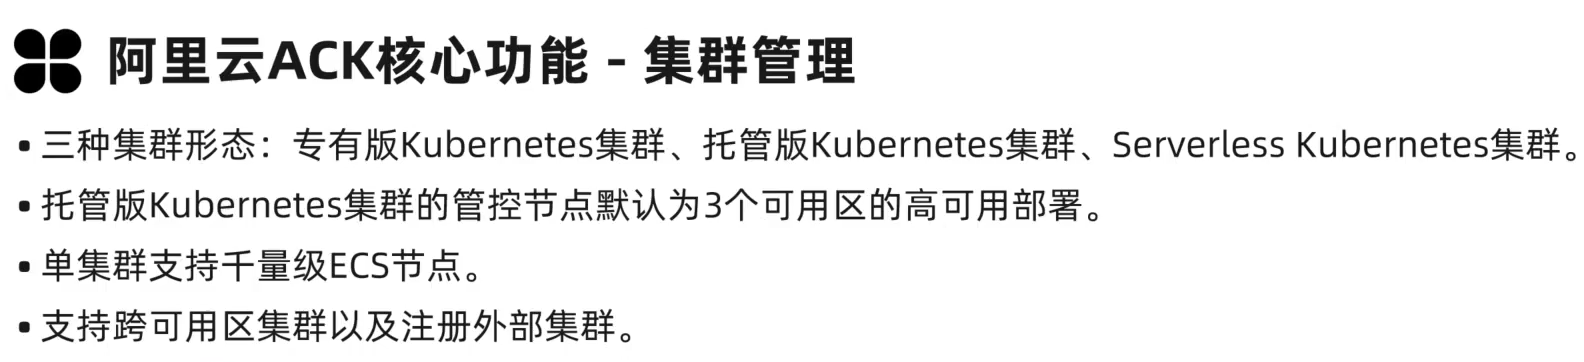 阿里云ACK核心功能 - 集群管理
• 三种集群形态：专有版Kubernetes集群、托管版Kubernetes集群、Serverless Kubernetes集群。
• 托管版Kubernetes集群的管控节点默认为3个可用区的高可用部署。
• 单集群支持千量级ECS节点。
• 支持跨可用区集群以及注册外部集群。